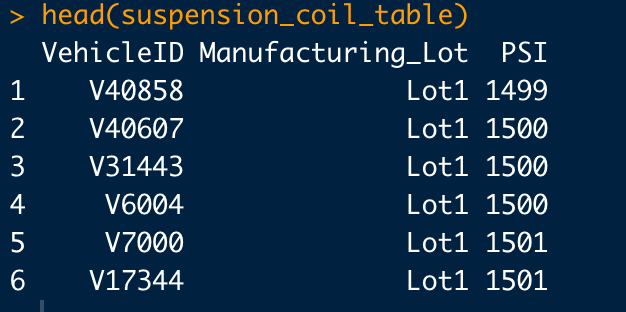 > head(suspension_coil_table)
  VehicleID Manufacturing_Lot  PSI
1    V40858              Lot1 1499
2    V40607              Lot1 1500
3    V31443              Lot1 1500
4     V6004              Lot1 1500
5     V7000              Lot1 1501
6    V17344              Lot1 1501